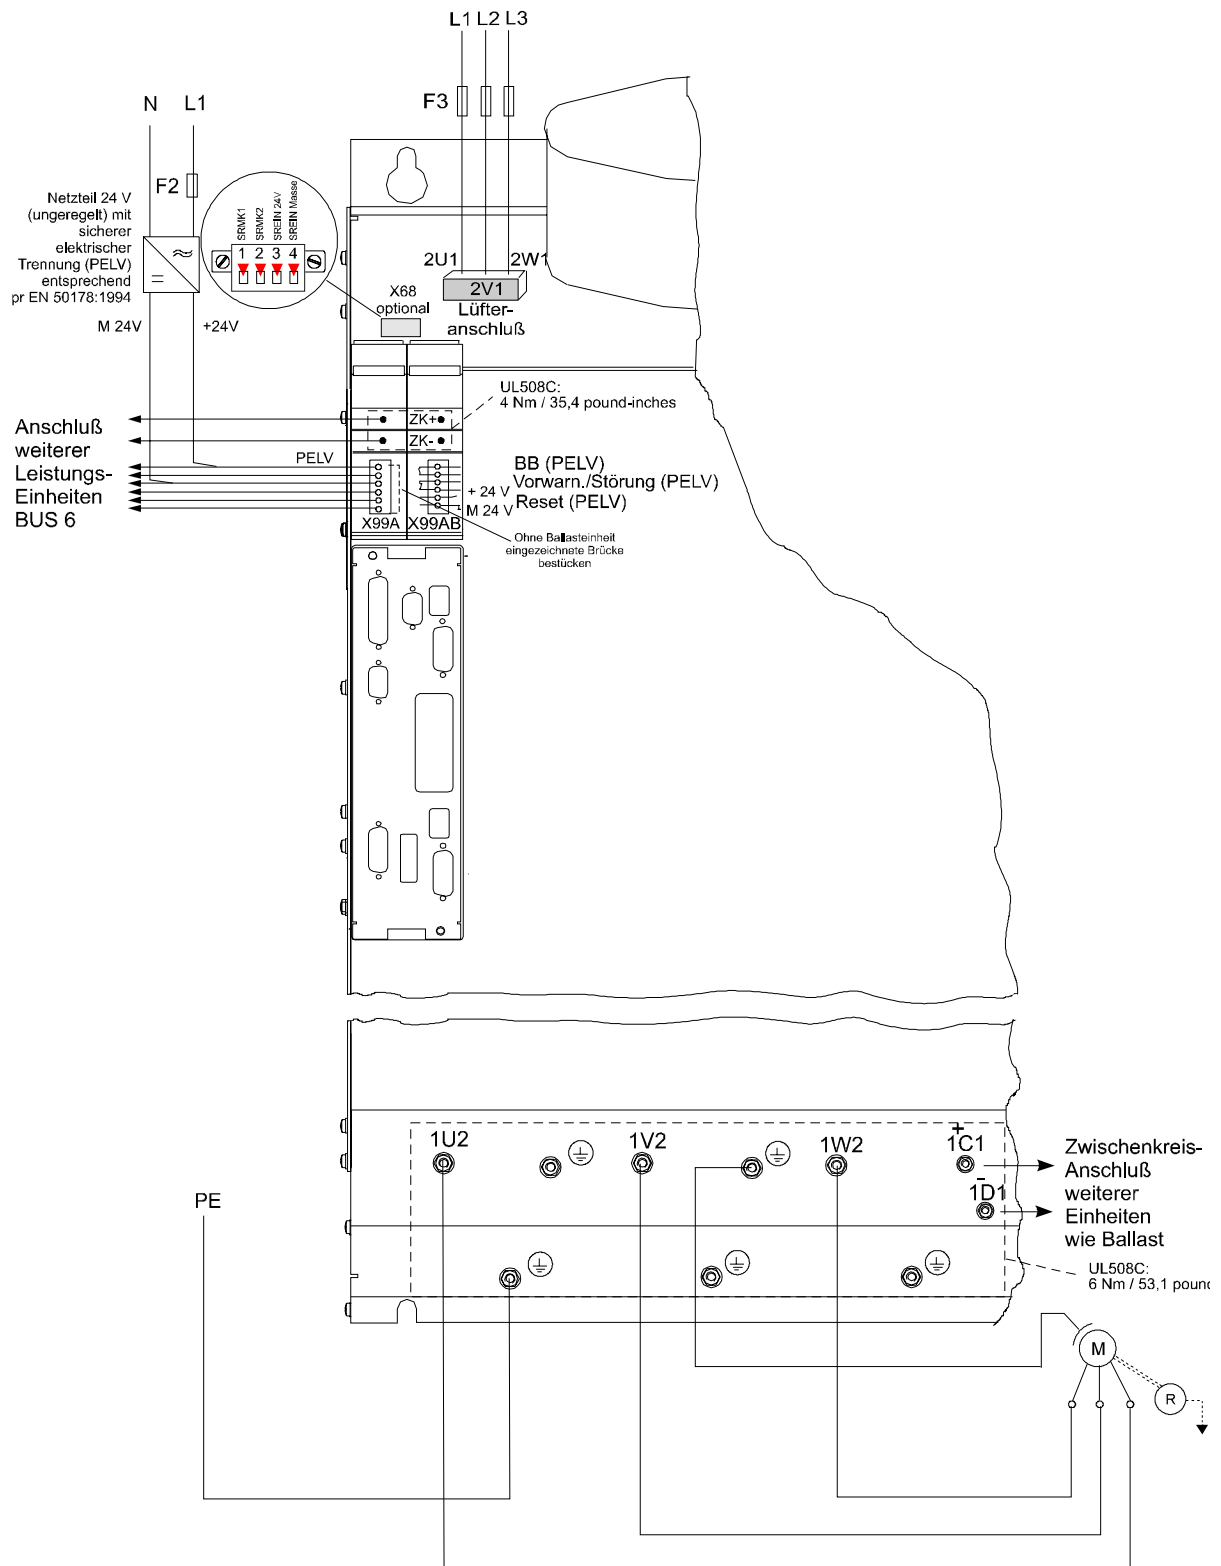 L1 L2 L3
F3
N L1
F2
Netzteil 24 V
(ungeregelt) mit
sicherer
elektrischer
Trennung (PELV)
entsprechend
pr EN 50178:1994
SRMK1
SRMK2
SREIN 24V
SREIN Masse
1 2 3 4
M 24V +24V
X68
optional
2U1 2W1
2V1
Lüfter-
anschluß
UL508C:
4 Nm / 35,4 pound-inches
ZK+
ZK-
Anschluß
weiterer
Leistungs-
Einheiten
BUS 6
PELV
BB (PELV)
Vorwarn./Störung (PELV)
+ 24 V Reset (PELV)
M 24 V
X99A X99AB
Ohne Ballasteinheit
eingezeichnete Brücke
bestücken
1U2 1V2 1W2
+
1C1
-
1D1
Zwischenkreis-
Anschluß
weiterer
Einheiten
wie Ballast
PE
UL508C:
6 Nm / 53,1 pound
M
R